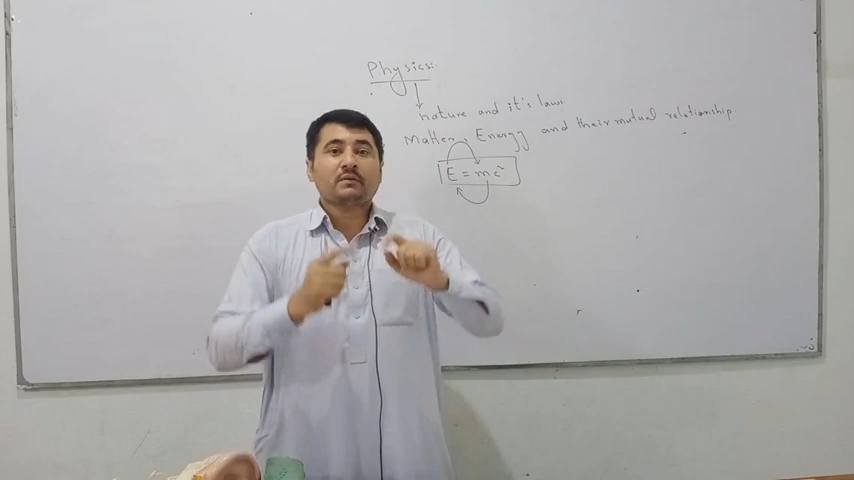 Physics:
nature and it's laws
Matter, Energy and their mutual relationship.
E = mc²